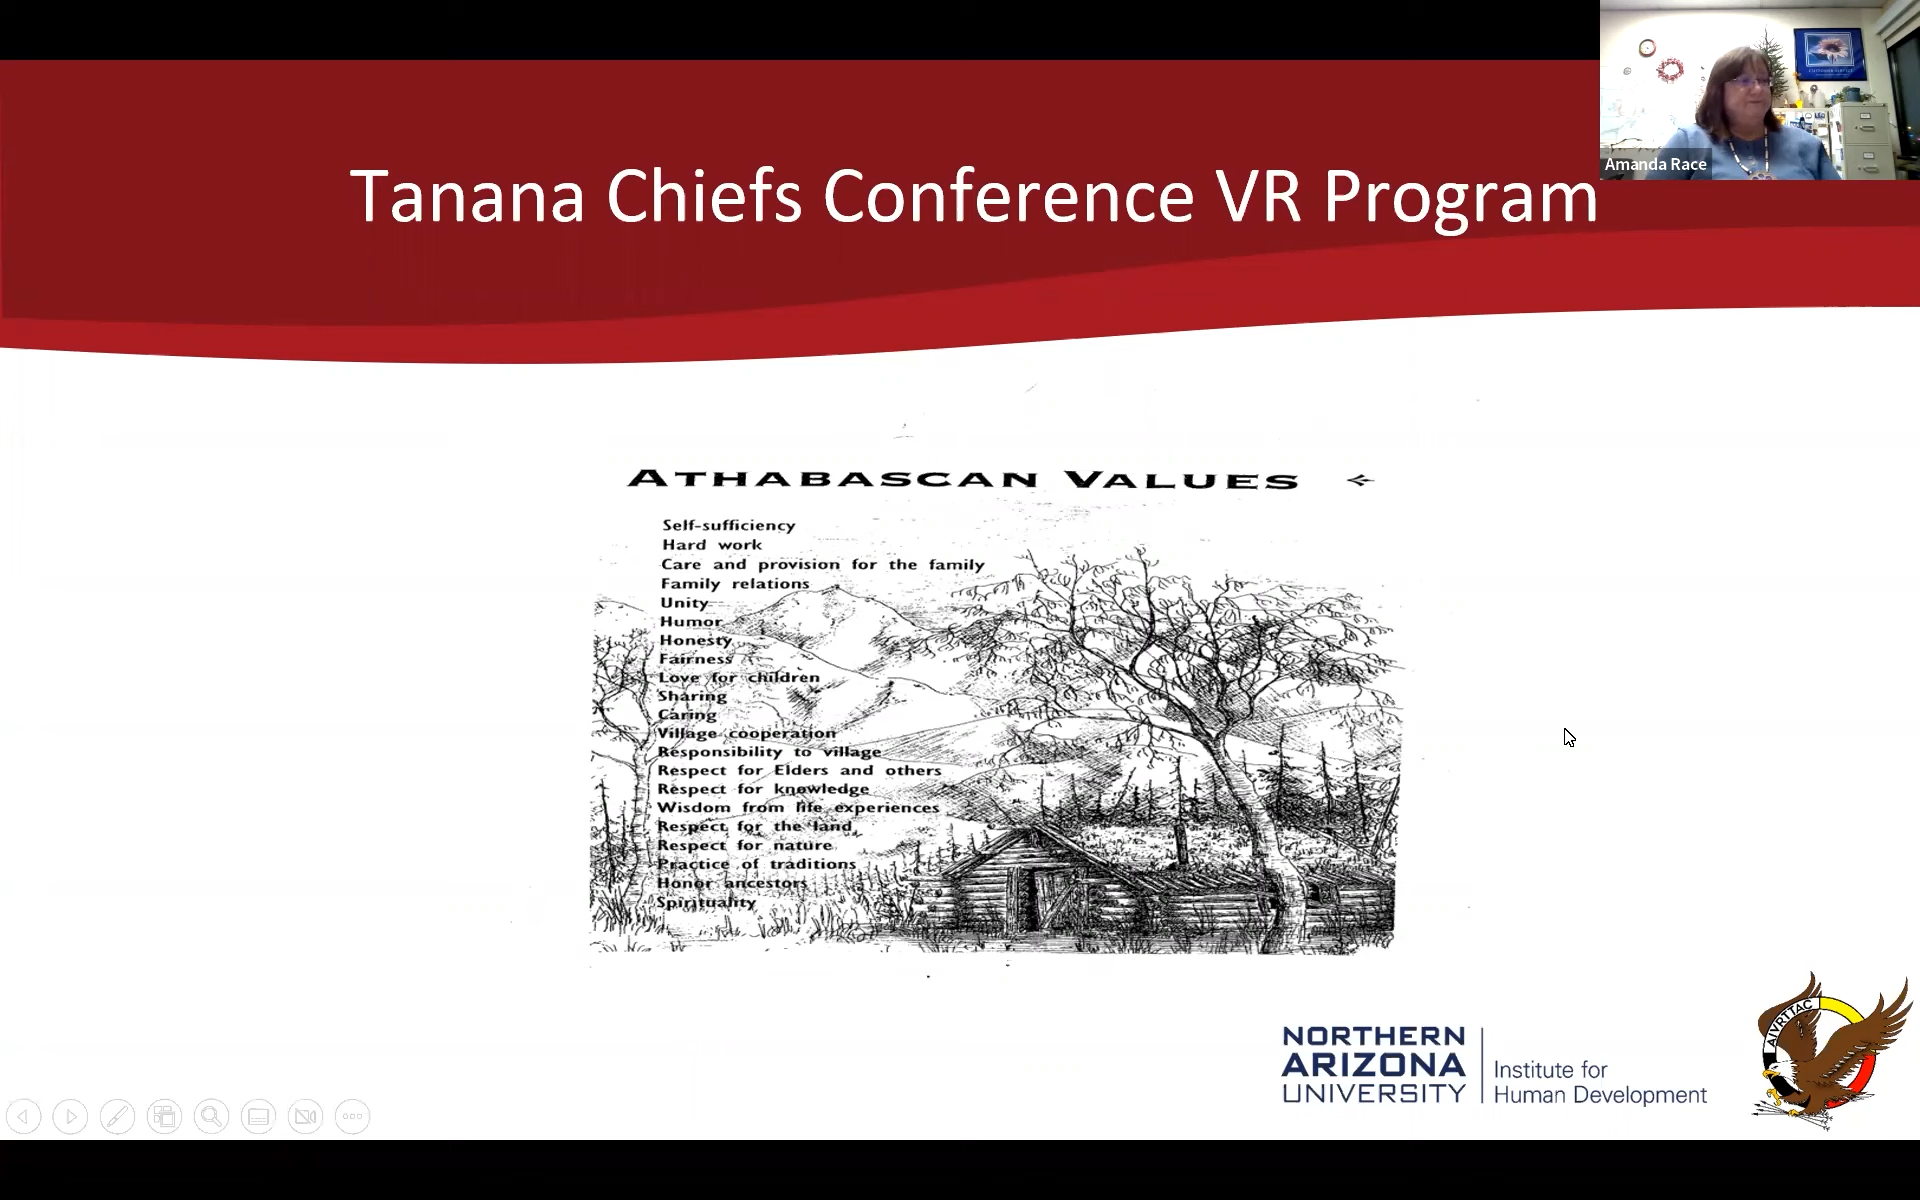 Tanana Chiefs Conference VR Program
Amanda Race
ATHABASCAN VALUES
Self-sufficiency
Hard work
Care and provision for the family
Family relations
Unity
Humor
Honesty
Fairness
Love for children
Sharing
Caring
Village cooperation
Responsibility to village
Respect for Elders and others
Respect for knowledge
Wisdom from life experiences
Respect for the land
Respect for nature
Practice of traditions
Honor ancestors
Spirituality
NORTHERN
ARIZONA
UNIVERSITY
Institute for
Human Development
AIVRTTAC